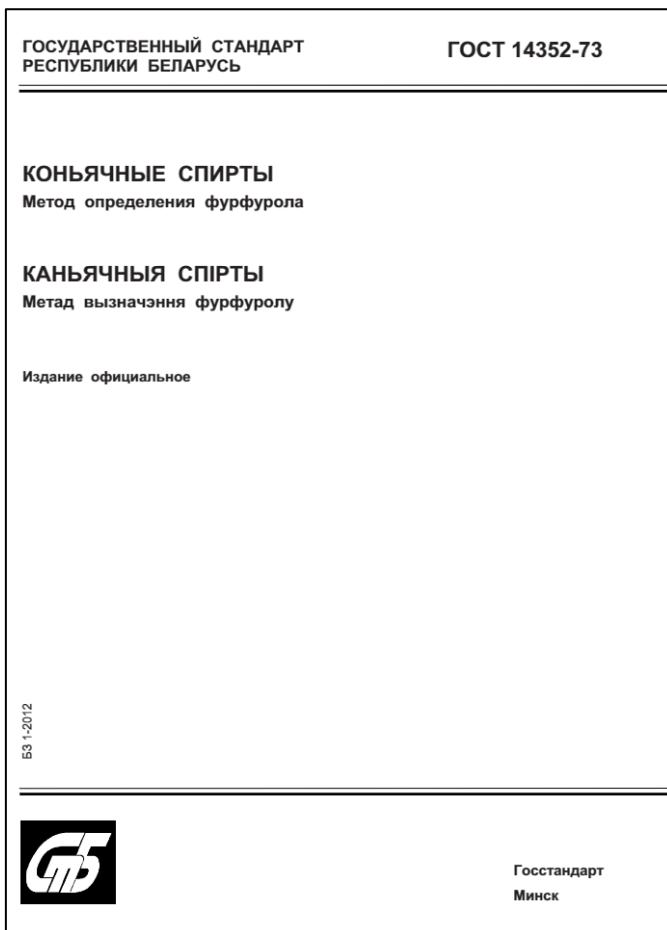 ГОСУДАРСТВЕННЫЙ СТАНДАРТ
РЕСПУБЛИКИ БЕЛАРУСЬ
ГОСТ 14352-73
КОНЬЯЧНЫЕ СПИРТЫ
Метод определения фурфурола
КАНЬЯЧНЫЯ СПІРТЫ
Метад вызначэння фурфуролу
Издание официальное
БЗ 1-2012
СТБ
Госстандарт
Минск